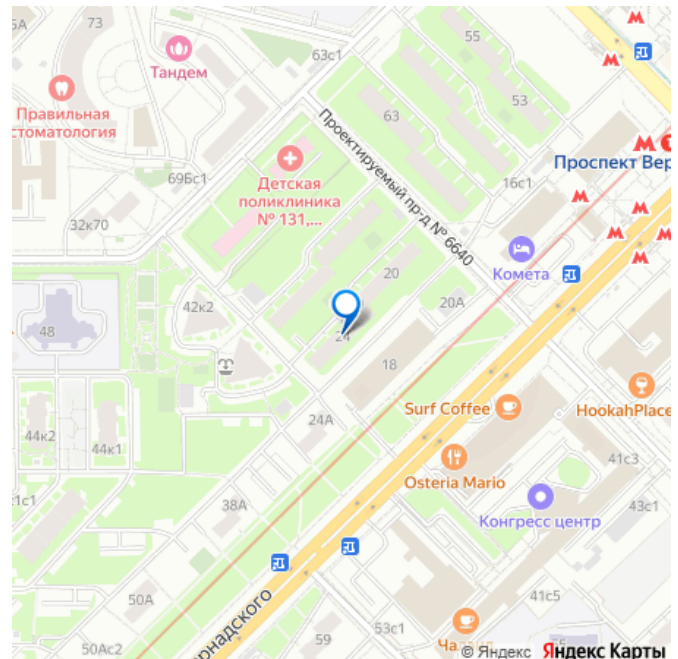 5А
73
Тандем
63с1
55
53
63
Правильная
стоматология
Проектируемый пр-д № 6640
Проспект Вер
16с1
69Бс1
Детская
поликлиника
№ 131,...
32к70
Комета
20
20А
42к2
48
24
18
Surf Coffee
HookahPlace
44к2
44к1
24А
Osteria Mario
41с3
Конгресс центр
43с1
1с1
38А
50А
41с5
рнадского
59
53с1
50Ас2
© Яндекс Яндекс Карты